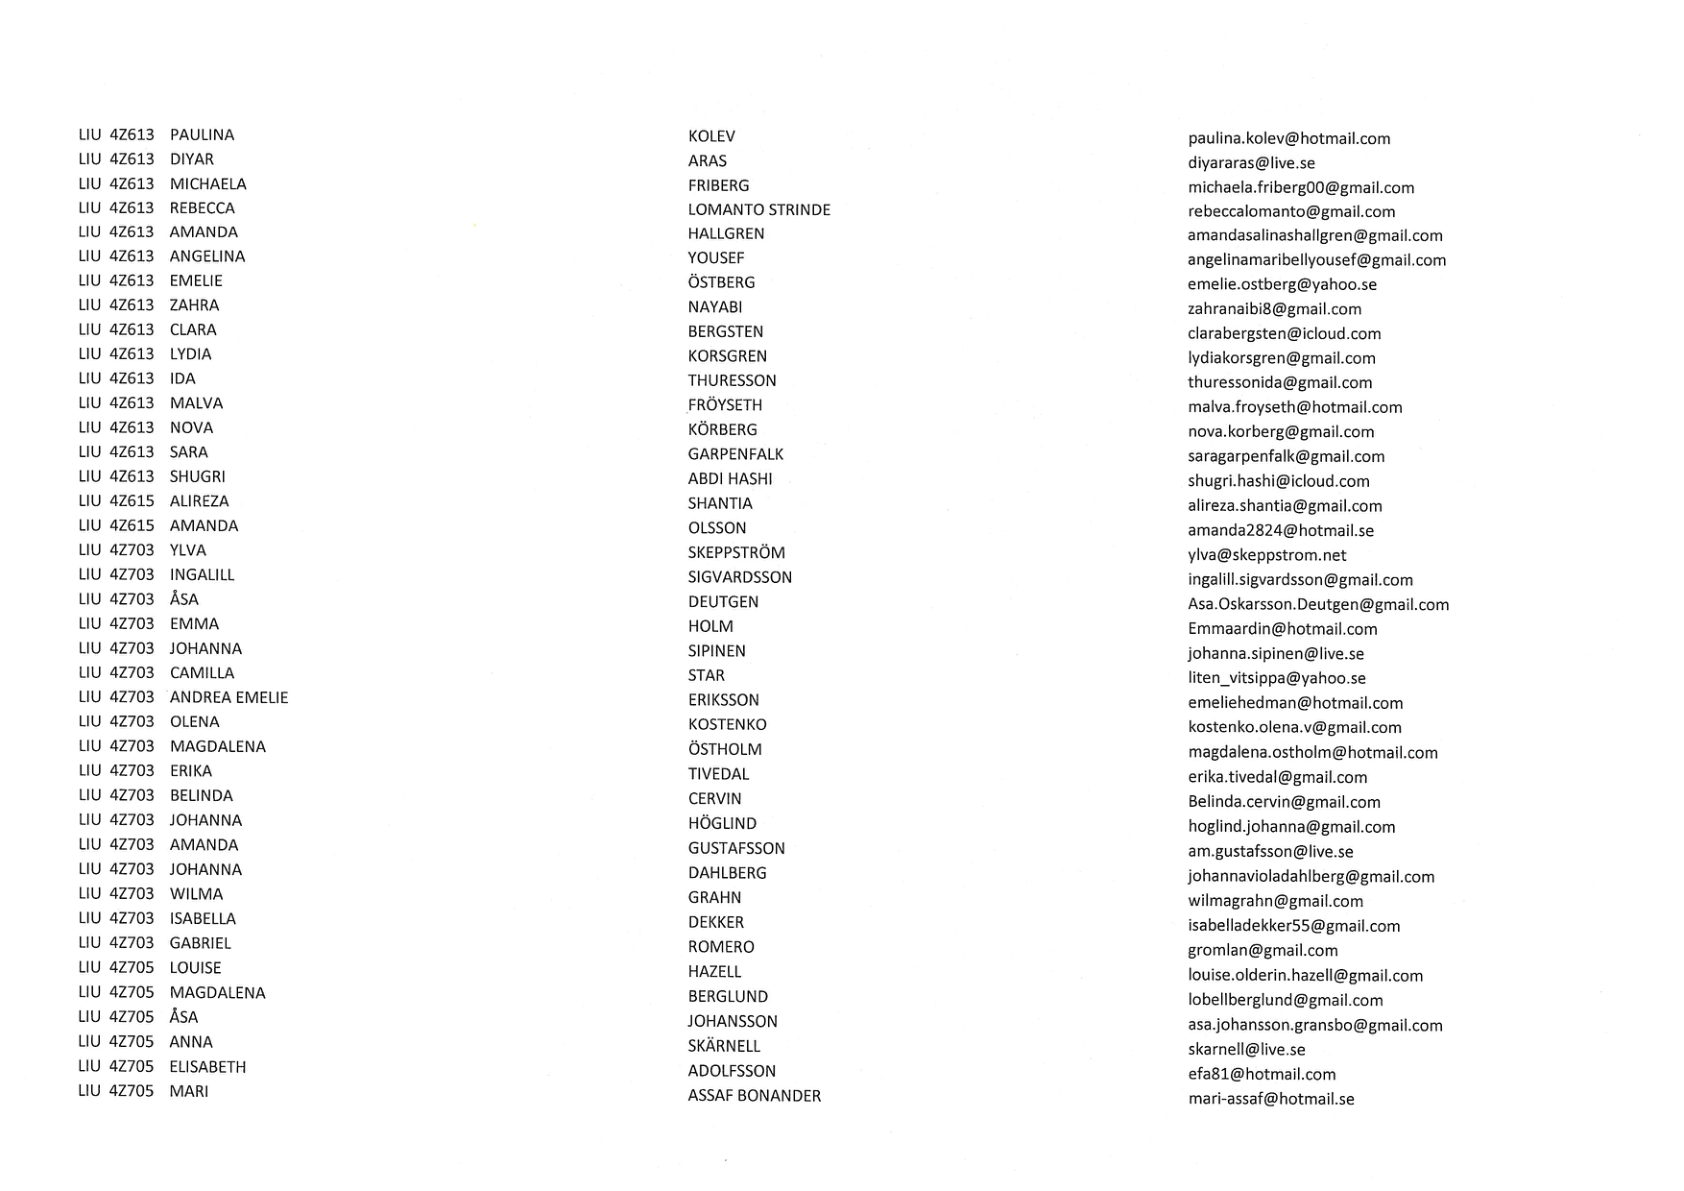 LIU 4Z613 PAULINA KOLEV paulina.kolev@hotmail.com
LIU 4Z613 DIYAR ARAS diyararas@live.se
LIU 4Z613 MICHAELA FRIBERG michaela.friberg00@gmail.com
LIU 4Z613 REBECCA LOMANTO STRINDE rebeccalomanto@gmail.com
LIU 4Z613 AMANDA HALLGREN amandasalinashallgren@gmail.com
LIU 4Z613 ANGELINA YOUSEF angelinamaribellyousef@gmail.com
LIU 4Z613 EMELIE ÖSTBERG emelie.ostberg@yahoo.se
LIU 4Z613 ZAHRA NAYABI zahranaibi8@gmail.com
LIU 4Z613 CLARA BERGSTEN clarabergsten@icloud.com
LIU 4Z613 LYDIA KORSGREN lydiakorsgren@gmail.com
LIU 4Z613 IDA THURESSON thuressonida@gmail.com
LIU 4Z613 MALVA FRÖYSETH malva.froyseth@hotmail.com
LIU 4Z613 NOVA KÖRBERG nova.korberg@gmail.com
LIU 4Z613 SARA GARPENFALK saragarpenfalk@gmail.com
LIU 4Z613 SHUGRI ABDI HASHI shugri.hashi@icloud.com
LIU 4Z615 ALIREZA SHANTIA alireza.shantia@gmail.com
LIU 4Z615 AMANDA OLSSON amanda2824@hotmail.se
LIU 4Z703 YLVA SKEPPSTRÖM ylva@skeppstrom.net
LIU 4Z703 INGALILL SIGVARDSSON ingalill.sigvardsson@gmail.com
LIU 4Z703 ÅSA DEUTGEN Asa.Oskarsson.Deutgen@gmail.com
LIU 4Z703 EMMA HOLM Emmaardin@hotmail.com
LIU 4Z703 JOHANNA SIPINEN johanna.sipinen@live.se
LIU 4Z703 CAMILLA STAR liten_vitsippa@yahoo.se
LIU 4Z703 ANDREA EMELIE ERIKSSON emeliehedman@hotmail.com
LIU 4Z703 OLENA KOSTENKO kostenko.olena.v@gmail.com
LIU 4Z703 MAGDALENA ÖSTHOLM magdalena.ostholm@hotmail.com
LIU 4Z703 ERIKA TIVEDAL erika.tivedal@gmail.com
LIU 4Z703 BELINDA CERVIN Belinda.cervin@gmail.com
LIU 4Z703 JOHANNA HÖGLIND hoglind.johanna@gmail.com
LIU 4Z703 AMANDA GUSTAFSSON am.gustafsson@live.se
LIU 4Z703 JOHANNA DAHLBERG johannavioladahlberg@gmail.com
LIU 4Z703 WILMA GRAHN wilmagrahn@gmail.com
LIU 4Z703 ISABELLA DEKKER isabelladekker55@gmail.com
LIU 4Z703 GABRIEL ROMERO gromlan@gmail.com
LIU 4Z705 LOUISE HAZELL louise.olderin.hazell@gmail.com
LIU 4Z705 MAGDALENA BERGLUND lobellberglund@gmail.com
LIU 4Z705 ÅSA JOHANSSON asa.johansson.gransbo@gmail.com
LIU 4Z705 ANNA SKÄRNELL skarnell@live.se
LIU 4Z705 ELISABETH ADOLFSSON efa81@hotmail.com
LIU 4Z705 MARI ASSAF BONANDER mari-assaf@hotmail.se